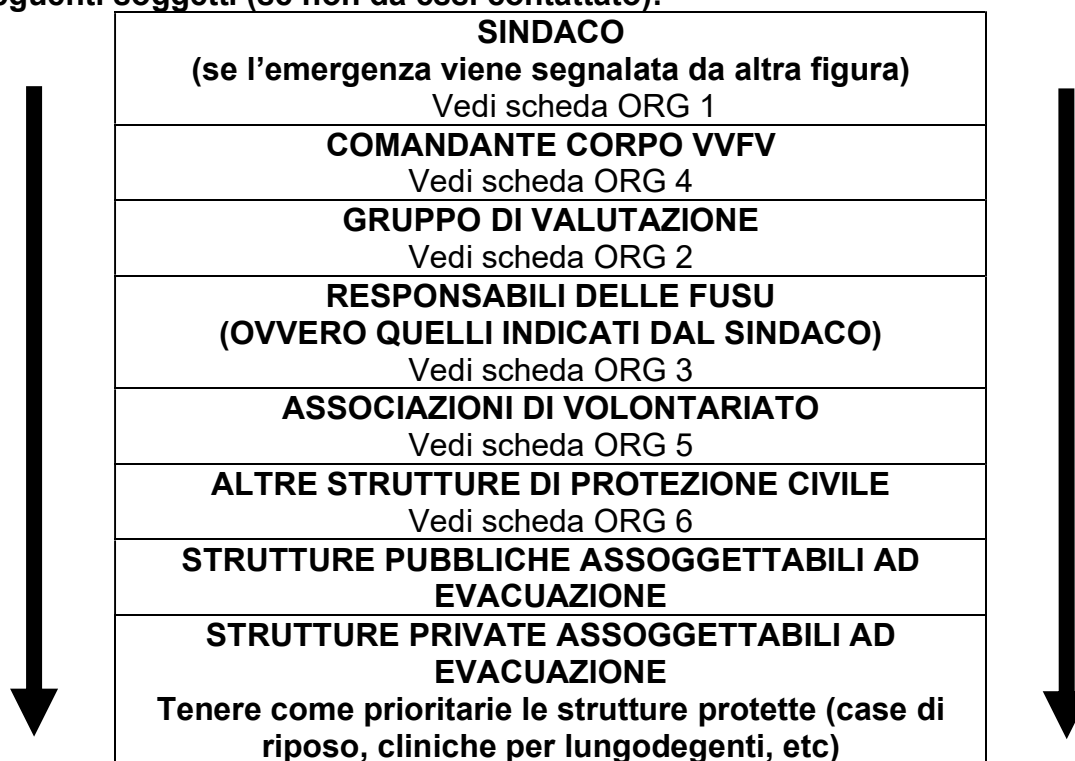 seguenti soggetti (se non da essi contattato):
SINDACO
(se l'emergenza viene segnalata da altra figura)
Vedi scheda ORG 1
COMANDANTE CORPO VVFV
Vedi scheda ORG 4
GRUPPO DI VALUTAZIONE
Vedi scheda ORG 2
RESPONSABILI DELLE FUSU
(OVVERO QUELLI INDICATI DAL SINDACO)
Vedi scheda ORG 3
ASSOCIAZIONI DI VOLONTARIATO
Vedi scheda ORG 5
ALTRE STRUTTURE DI PROTEZIONE CIVILE
Vedi scheda ORG 6
STRUTTURE PUBBLICHE ASSOGGETTABILI AD
EVACUAZIONE
STRUTTURE PRIVATE ASSOGGETTABILI AD
EVACUAZIONE
Tenere come prioritarie le strutture protette (case di
riposo, cliniche per lungodegenti, etc)